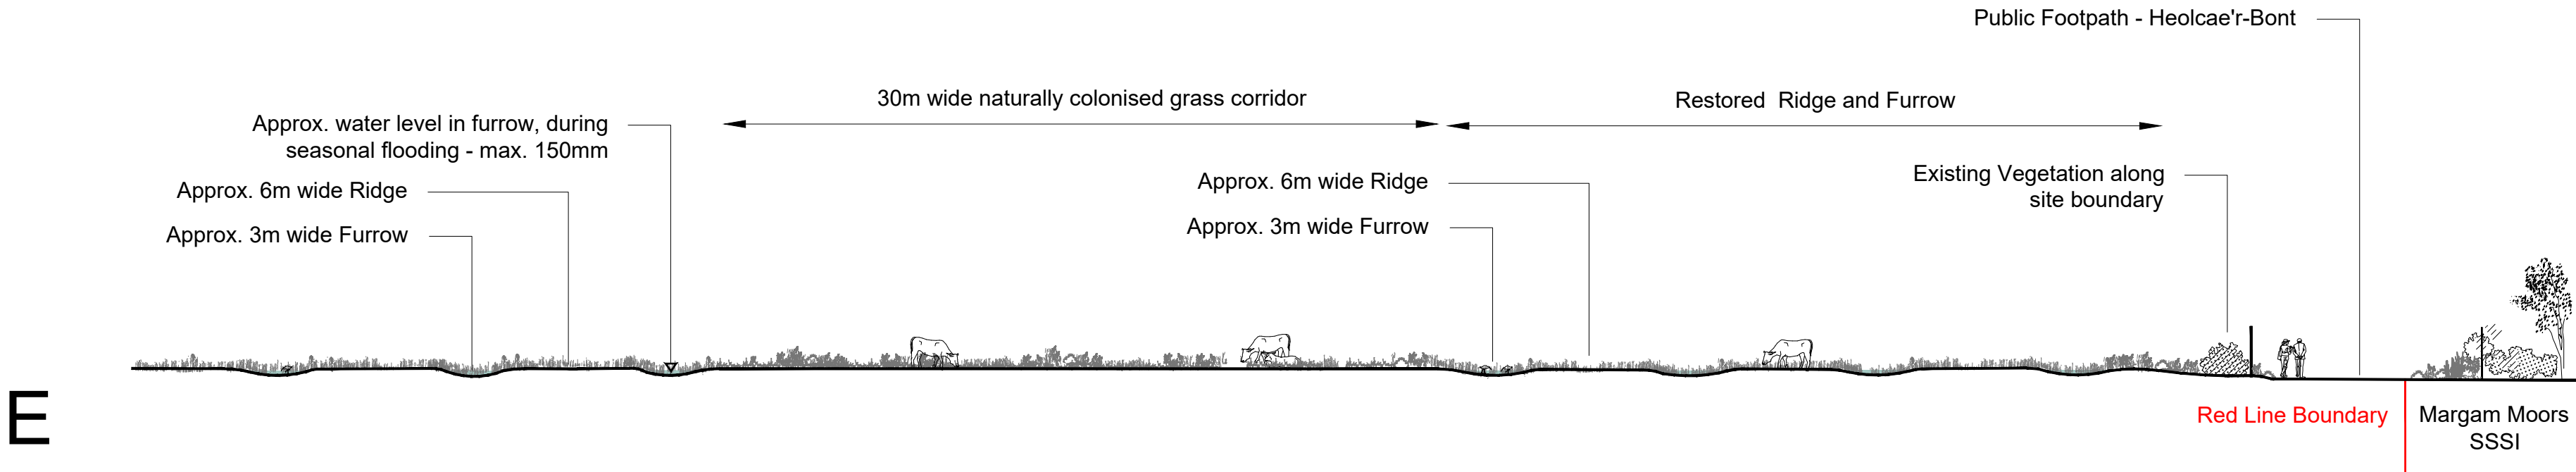 Public Footpath - Heolcae'r-Bont
30m wide naturally colonised grass corridor
Restored Ridge and Furrow
Approx. water level in furrow, during
seasonal flooding - max. 150mm
Approx. 6m wide Ridge
Approx. 3m wide Furrow
Approx. 6m wide Ridge
Approx. 3m wide Furrow
Existing Vegetation along
site boundary
E
Red Line Boundary
Margam Moors
SSSI